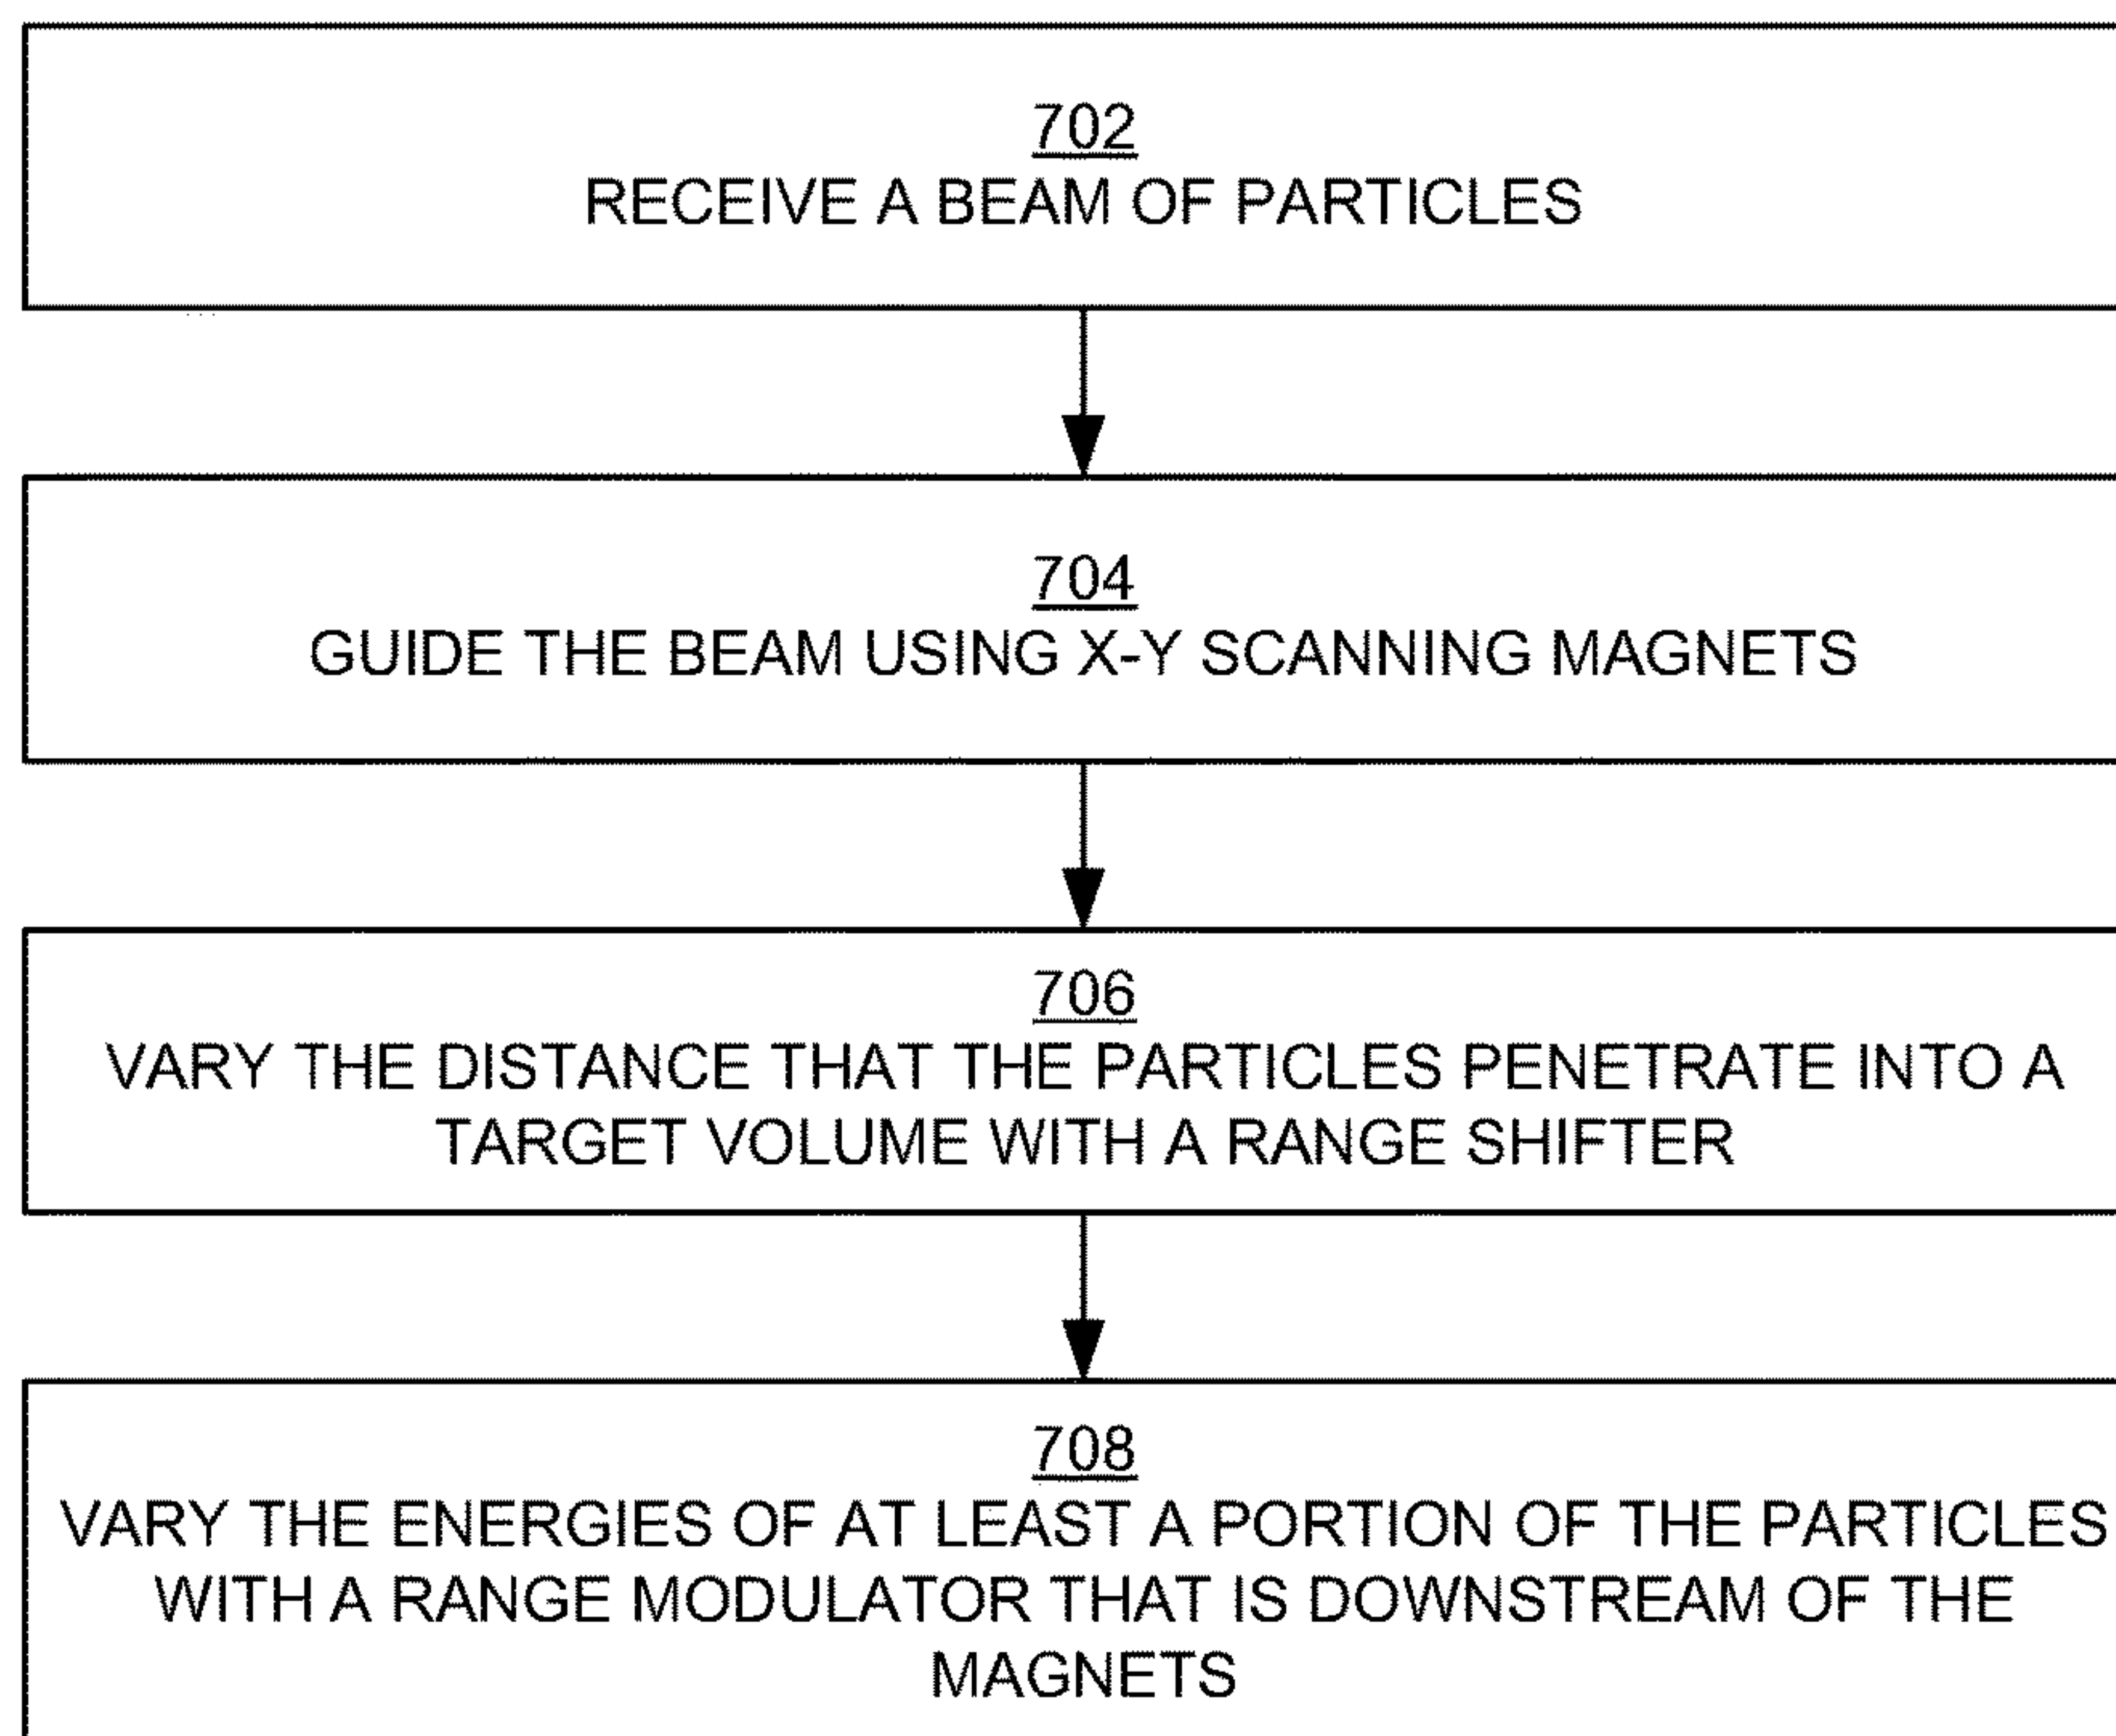 702
RECEIVE A BEAM OF PARTICLES
704
GUIDE THE BEAM USING X-Y SCANNING MAGNETS
706
VARY THE DISTANCE THAT THE PARTICLES PENETRATE INTO A
TARGET VOLUME WITH A RANGE SHIFTER
708
VARY THE ENERGIES OF AT LEAST A PORTION OF THE PARTICLES
WITH A RANGE MODULATOR THAT IS DOWNSTREAM OF THE
MAGNETS